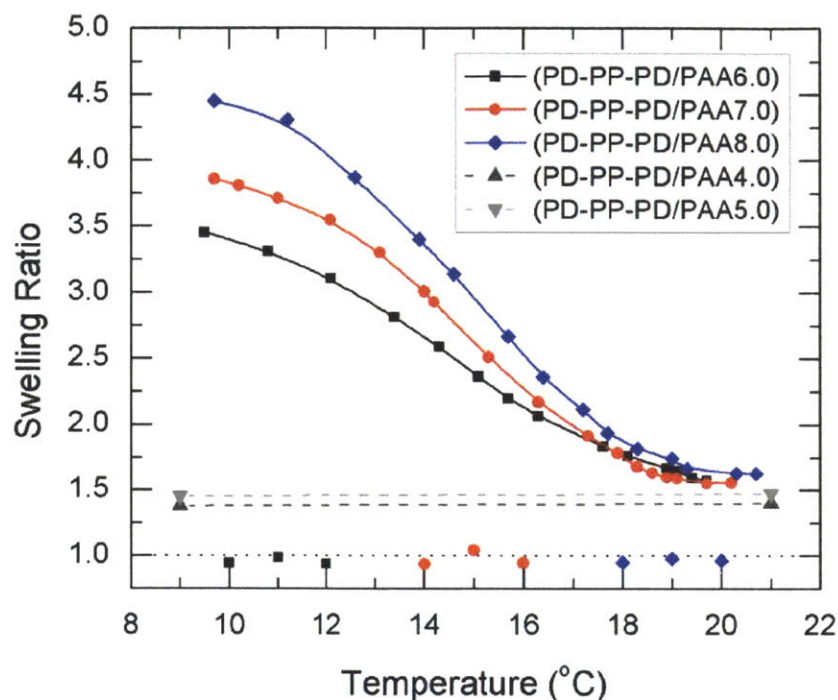 5.0
4.5
4.0
3.5
3.0
2.5
2.0
1.5
1.0
Swelling Ratio
(PD-PP-PD/PAA6.0)
(PD-PP-PD/PAA7.0)
(PD-PP-PD/PAA8.0)
(PD-PP-PD/PAA4.0)
(PD-PP-PD/PAA5.0)
8 10 12 14 16 18 20 22
Temperature (°C)